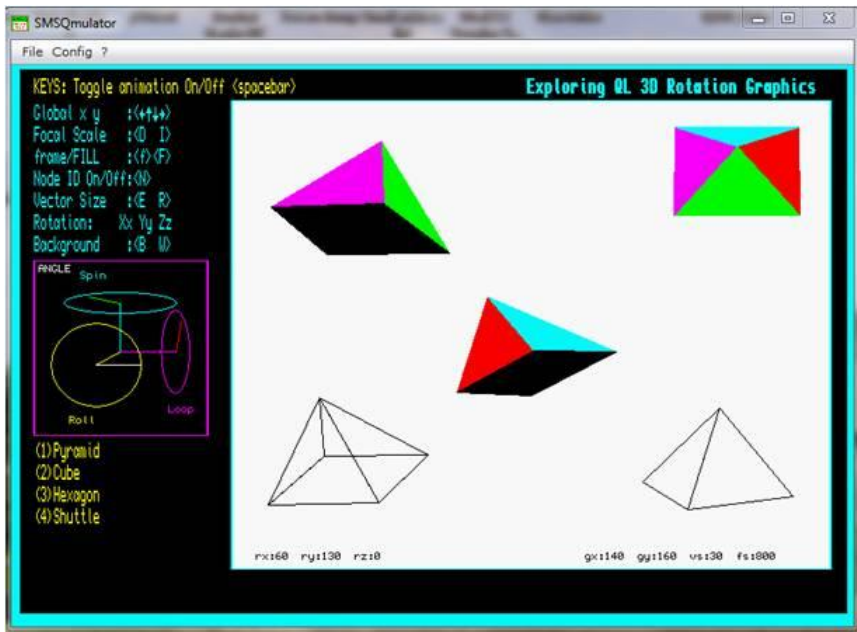 SMSQmulator
File Config ?
KEYS: Toggle animation On/Off <spacebar>
Exploring QL 3D Rotation Graphics
Global x y :<←↑↓→>
Focal Scale :<D I>
frame/FILL :<f><F>
Node ID On/Off:<N>
Vector Size :<E R>
Rotation: Xx Yy Zz
Background :<B W>
ANGLE
Spin
Roll
Loop
(1)Pyramid
(2)Cube
(3)Hexagon
(4)Shuttle
rx:60 ry:130 rz:0
gx:140 gy:160 vs:30 fs:800